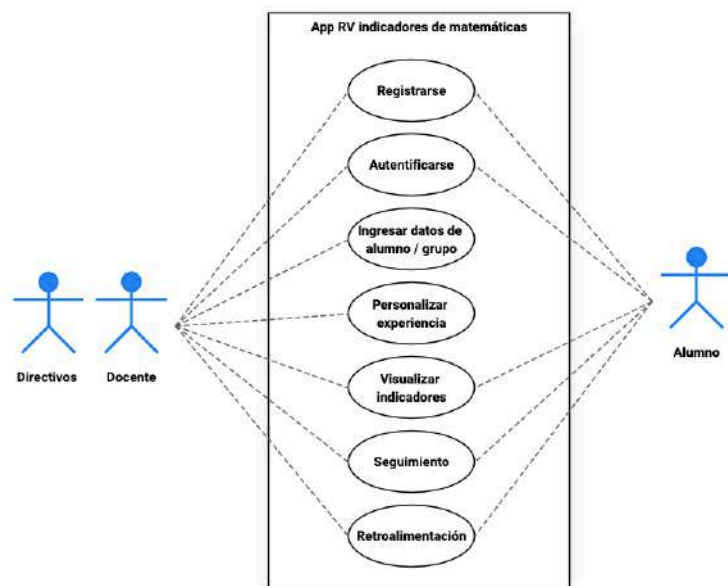 App RV indicadores de matemáticas
Registrarse
Autentificarse
Ingresar datos de
alumno / grupo
Personalizar
experiencia
Visualizar
indicadores
Seguimiento
Retroalimentación
Directivos
Docente
Alumno